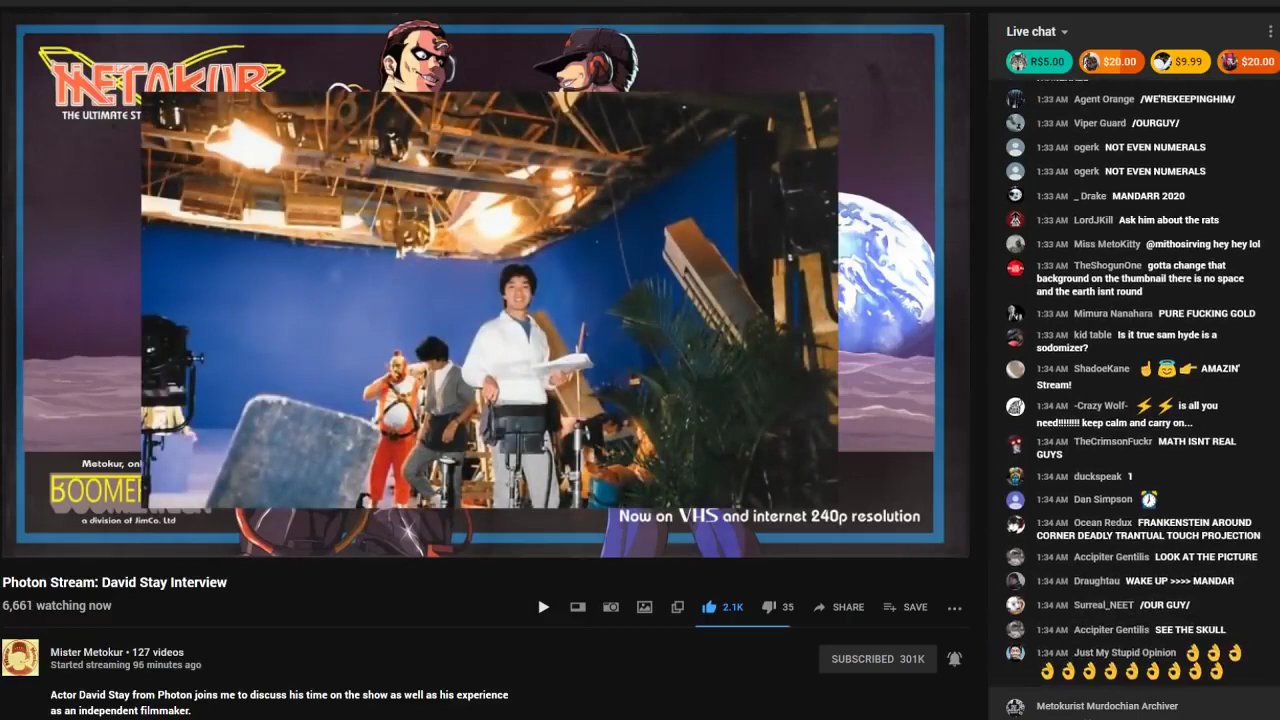 METAKUR
THE ULTIMATE ST
Metokur, on
BOOMER
a division of JimCo. Ltd
Now on VHS and internet 240p resolution
Photon Stream: David Stay Interview
6,661 watching now
2.1K
35
SHARE
SAVE
Mister Metokur • 127 videos
Started streaming 96 minutes ago
SUBSCRIBED 301K
Actor David Stay from Photon joins me to discuss his time on the show as well as his experience
as an independent filmmaker.
Live chat
R$5.00
$20.00
$9.99
$20.00
1:33 AM Agent Orange /WE'REKEEPINGHIM/
1:33 AM Viper Guard /OURGUY/
1:33 AM ogerk NOT EVEN NUMERALS
1:33 AM ogerk NOT EVEN NUMERALS
1:33 AM _ Drake MANDARR 2020
1:33 AM LordJKill Ask him about the rats
1:33 AM Miss MetoKitty @mithosirving hey hey lol
1:33 AM TheShogunOne gotta change that
background on the thumbnail there is no space
and the earth isnt round
1:33 AM Mimura Nanahara PURE FUCKING GOLD
1:33 AM kid table Is it true sam hyde is a
sodomizer?
1:34 AM ShadoeKane ☝😇👉 AMAZIN'
Stream!
1:34 AM -Crazy Wolf- ⚡⚡ is all you
need!!!!!!!! keep calm and carry on...
1:34 AM TheCrimsonFuckr MATH ISNT REAL
GUYS
1:34 AM duckspeak 1
1:34 AM Dan Simpson ⏰
1:34 AM Ocean Redux FRANKENSTEIN AROUND
CORNER DEADLY TRANTUAL TOUCH PROJECTION
1:34 AM Accipiter Gentilis LOOK AT THE PICTURE
1:34 AM Draughtau WAKE UP >>>> MANDAR
1:34 AM Surreal_NEET /OUR GUY/
1:34 AM Accipiter Gentilis SEE THE SKULL
1:34 AM Just My Stupid Opinion 👌👌👌
👌👌👌👌👌👌👌👌👌
Metokurist Murdochian Archiver